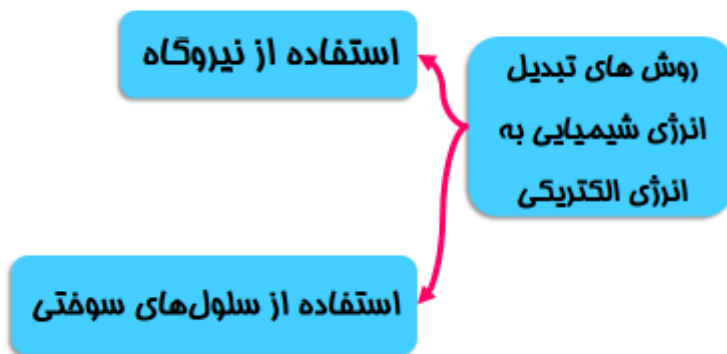 روش های تبدیل
انرژی شیمیایی به
انرژی الکتریکی
استفاده از نیروگاه
استفاده از سلول‌های سوختی